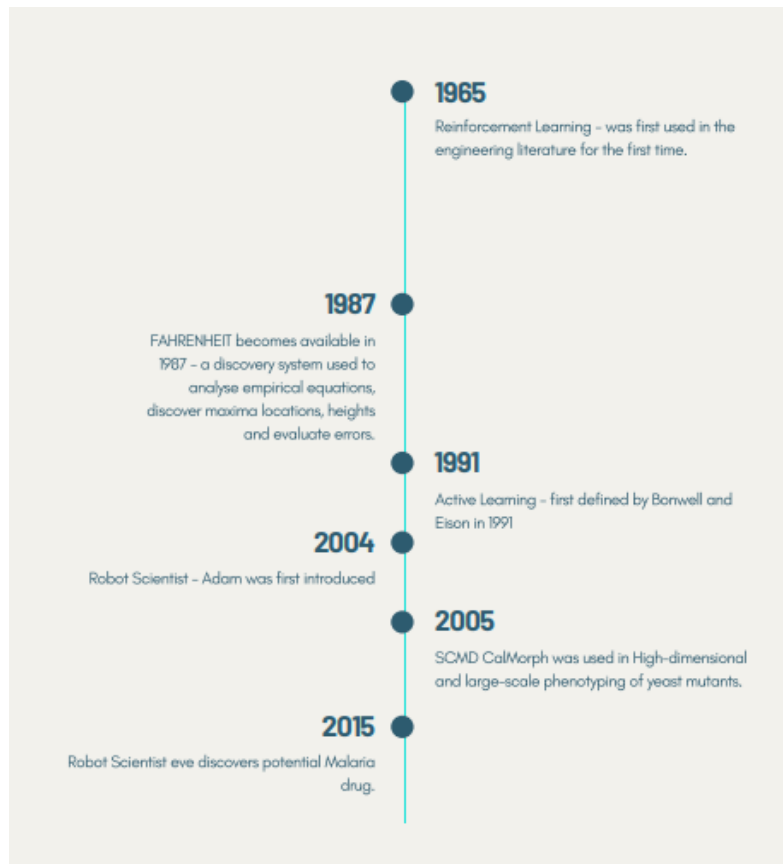 1965
Reinforcement Learning - was first used in the
engineering literature for the first time.
1987
FAHRENHEIT becomes available in
1987 - a discovery system used to
analyse empirical equations,
discover maxima locations, heights
and evaluate errors.
1991
Active Learning - first defined by Bonwell and
Eison in 1991
2004
Robot Scientist - Adam was first introduced
2005
SCMD CalMorph was used in High-dimensional
and large-scale phenotyping of yeast mutants.
2015
Robot Scientist eve discovers potential Malaria
drug.